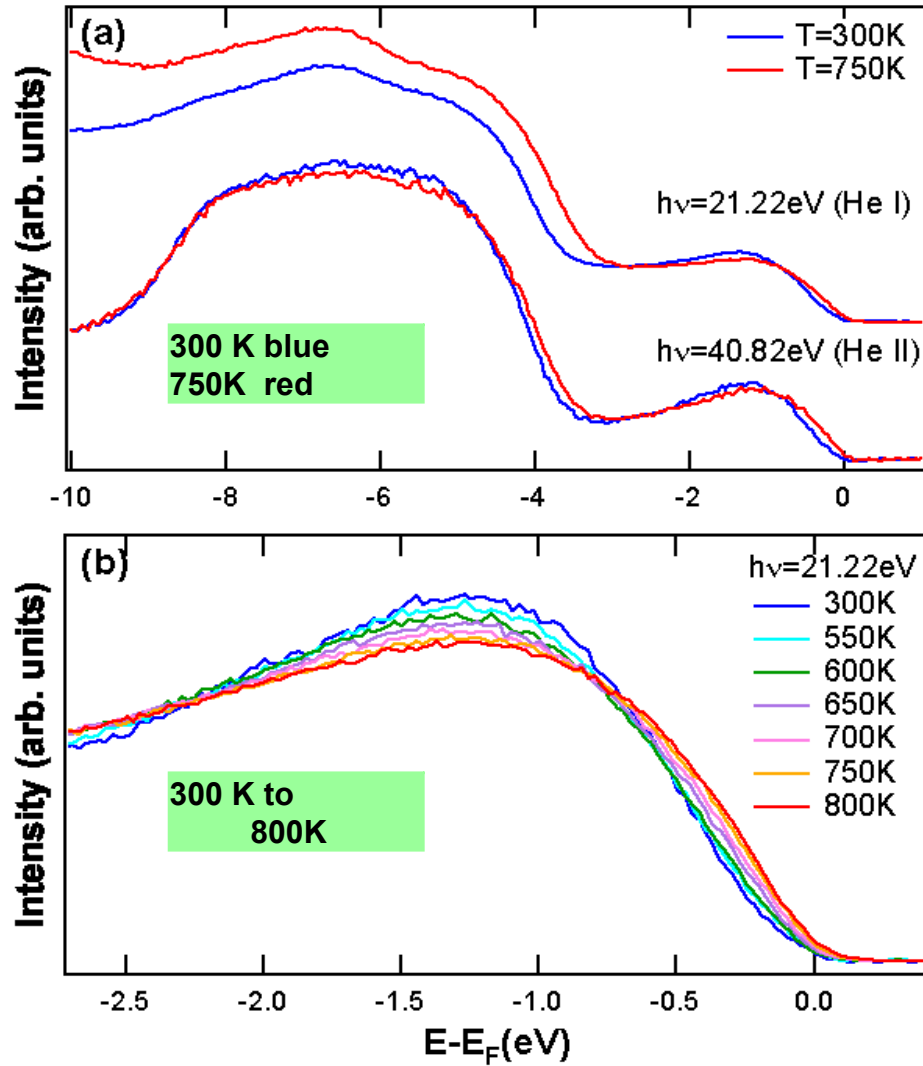 (a)
T=300K
T=750K
hν=21.22eV (He I)
hν=40.82eV (He II)
300 K blue
750K red
Intensity (arb. units)
-10 -8 -6 -4 -2 0
(b)
hν=21.22eV
300K
550K
600K
650K
700K
750K
800K
300 K to
800K
Intensity (arb. units)
-2.5 -2.0 -1.5 -1.0 -0.5 0.0
E-E_F(eV)